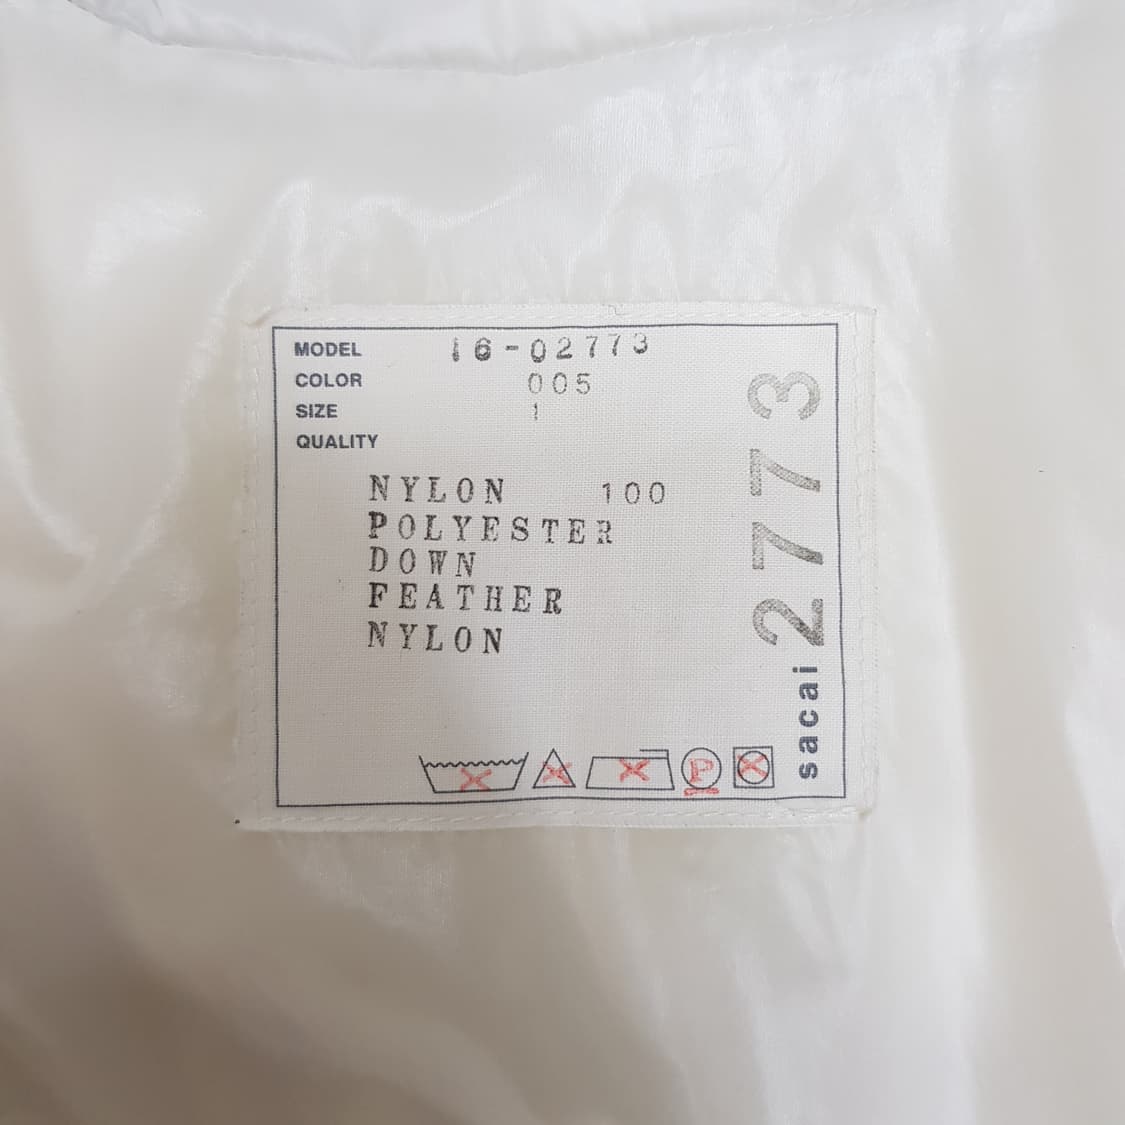 MODEL 16-02773
COLOR 005
SIZE 1
QUALITY
NYLON 100
POLYESTER
DOWN
FEATHER
NYLON
P
sacai 2773